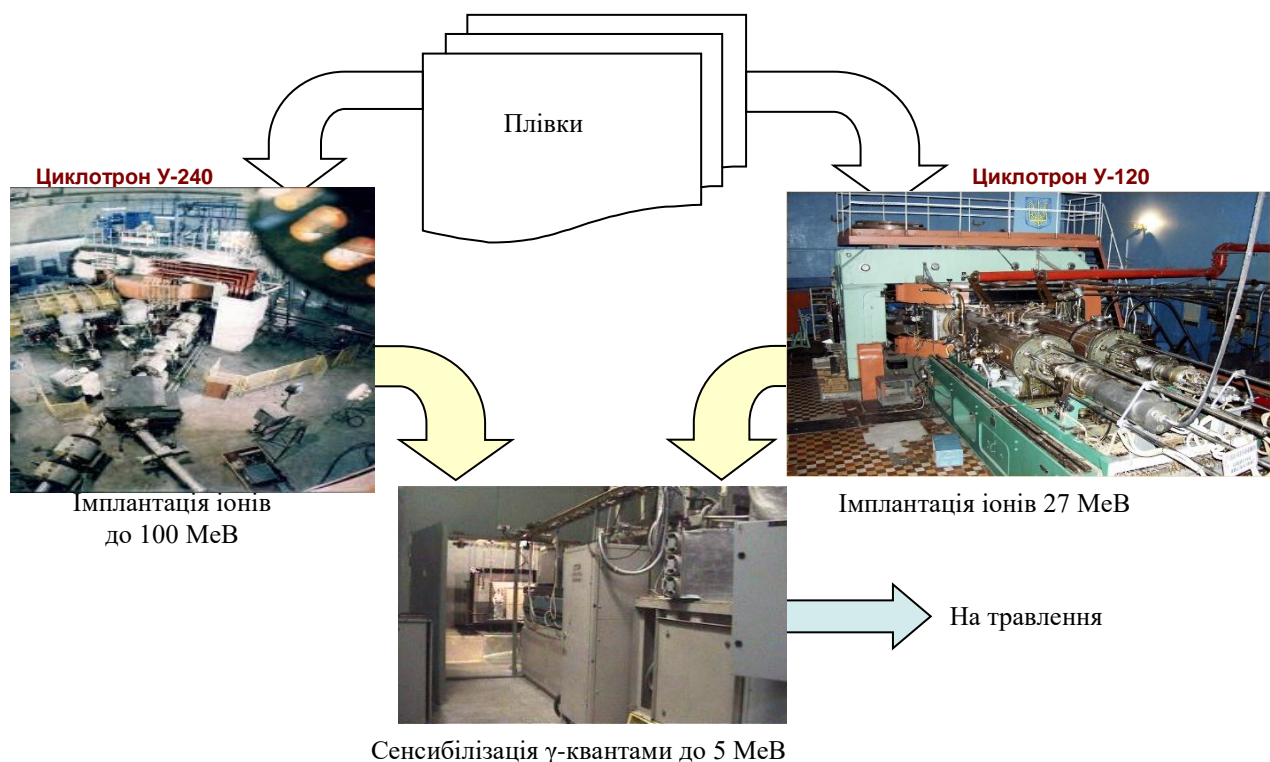 Плівки
Циклотрон У-240
Циклотрон У-120
Імплантація іонів
до 100 МеВ
Імплантація іонів 27 МеВ
На травлення
Сенсибілізація γ-квантами до 5 МеВ